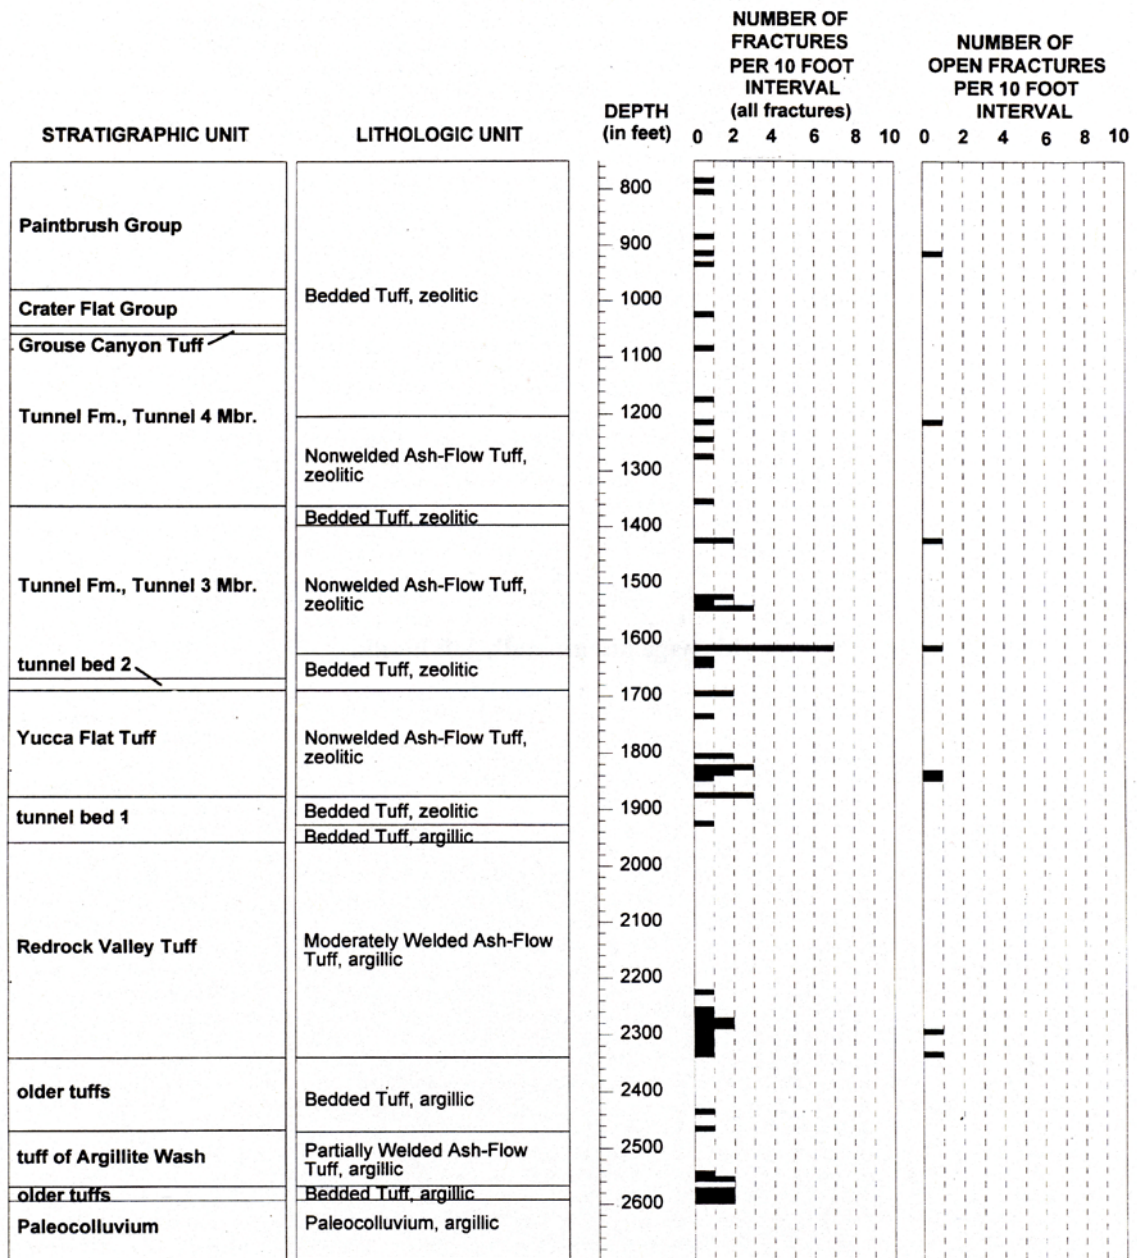 NUMBER OF
FRACTURES
PER 10 FOOT
INTERVAL
(all fractures)
NUMBER OF
OPEN FRACTURES
PER 10 FOOT
INTERVAL
STRATIGRAPHIC UNIT
LITHOLOGIC UNIT
DEPTH
(in feet)
0 2 4 6 8 10
0 2 4 6 8 10
Paintbrush Group
Crater Flat Group
Grouse Canyon Tuff
Tunnel Fm., Tunnel 4 Mbr.
Tunnel Fm., Tunnel 3 Mbr.
tunnel bed 2
Yucca Flat Tuff
tunnel bed 1
Redrock Valley Tuff
older tuffs
tuff of Argillite Wash
older tuffs
Paleocolluvium
Bedded Tuff, zeolitic
Nonwelded Ash-Flow Tuff,
zeolitic
Bedded Tuff, zeolitic
Nonwelded Ash-Flow Tuff,
zeolitic
Bedded Tuff, zeolitic
Nonwelded Ash-Flow Tuff,
zeolitic
Bedded Tuff, zeolitic
Bedded Tuff, argillic
Moderately Welded Ash-Flow
Tuff, argillic
Bedded Tuff, argillic
Partially Welded Ash-Flow
Tuff, argillic
Bedded Tuff, argillic
Paleocolluvium, argillic
800
900
1000
1100
1200
1300
1400
1500
1600
1700
1800
1900
2000
2100
2200
2300
2400
2500
2600